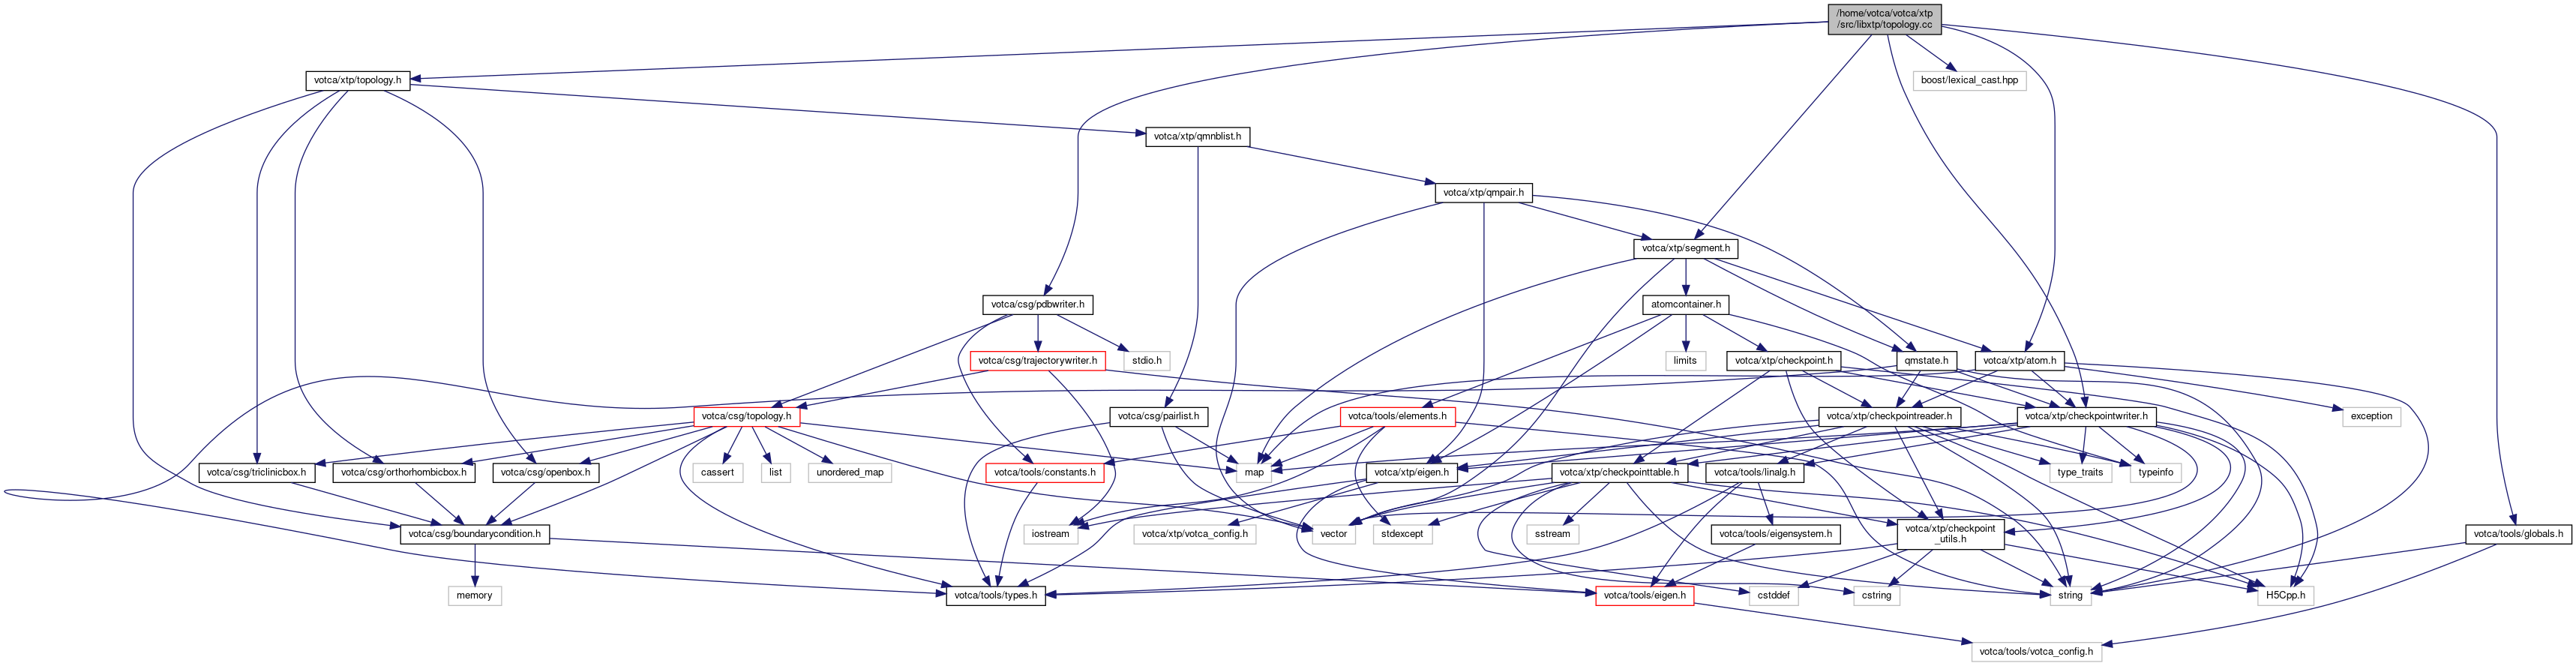 /home/votca/votca/xtp
/src/libxtp/topology.cc
votca/xtp/topology.h
boost/lexical_cast.hpp
votca/xtp/qmnblist.h
votca/xtp/qmpair.h
votca/xtp/segment.h
votca/csg/pdbwriter.h
atomcontainer.h
votca/csg/trajectorywriter.h
stdio.h
limits
votca/xtp/checkpoint.h
qmstate.h
votca/xtp/atom.h
votca/csg/topology.h
votca/csg/pairlist.h
votca/tools/elements.h
votca/xtp/checkpointreader.h
votca/xtp/checkpointwriter.h
exception
votca/csg/triclinicbox.h
votca/csg/orthorhombicbox.h
votca/csg/openbox.h
cassert
list
unordered_map
votca/tools/constants.h
map
votca/xtp/eigen.h
votca/xtp/checkpointtable.h
votca/tools/linalg.h
type_traits
typeinfo
votca/csg/boundarycondition.h
iostream
votca/xtp/votca_config.h
vector
stdexcept
sstream
votca/tools/eigensystem.h
votca/xtp/checkpoint
_utils.h
votca/tools/globals.h
memory
votca/tools/types.h
votca/tools/eigen.h
cstddef
cstring
string
H5Cpp.h
votca/tools/votca_config.h